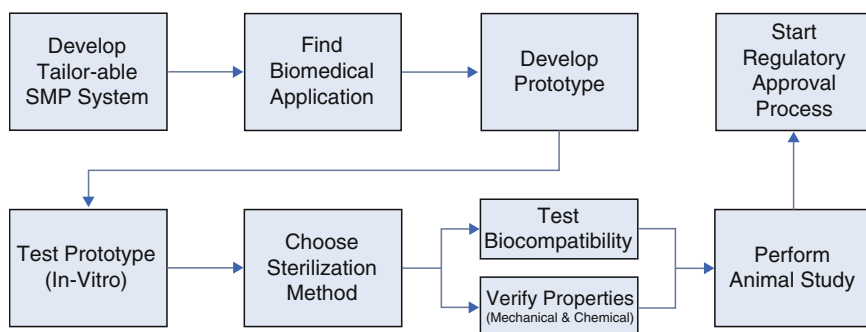 Develop
Tailor-able
SMP System
Find
Biomedical
Application
Develop
Prototype
Start
Regulatory
Approval
Process
Test Prototype
(In-Vitro)
Choose
Sterilization
Method
Test
Biocompatibility
Verify Properties
(Mechanical & Chemical)
Perform
Animal Study